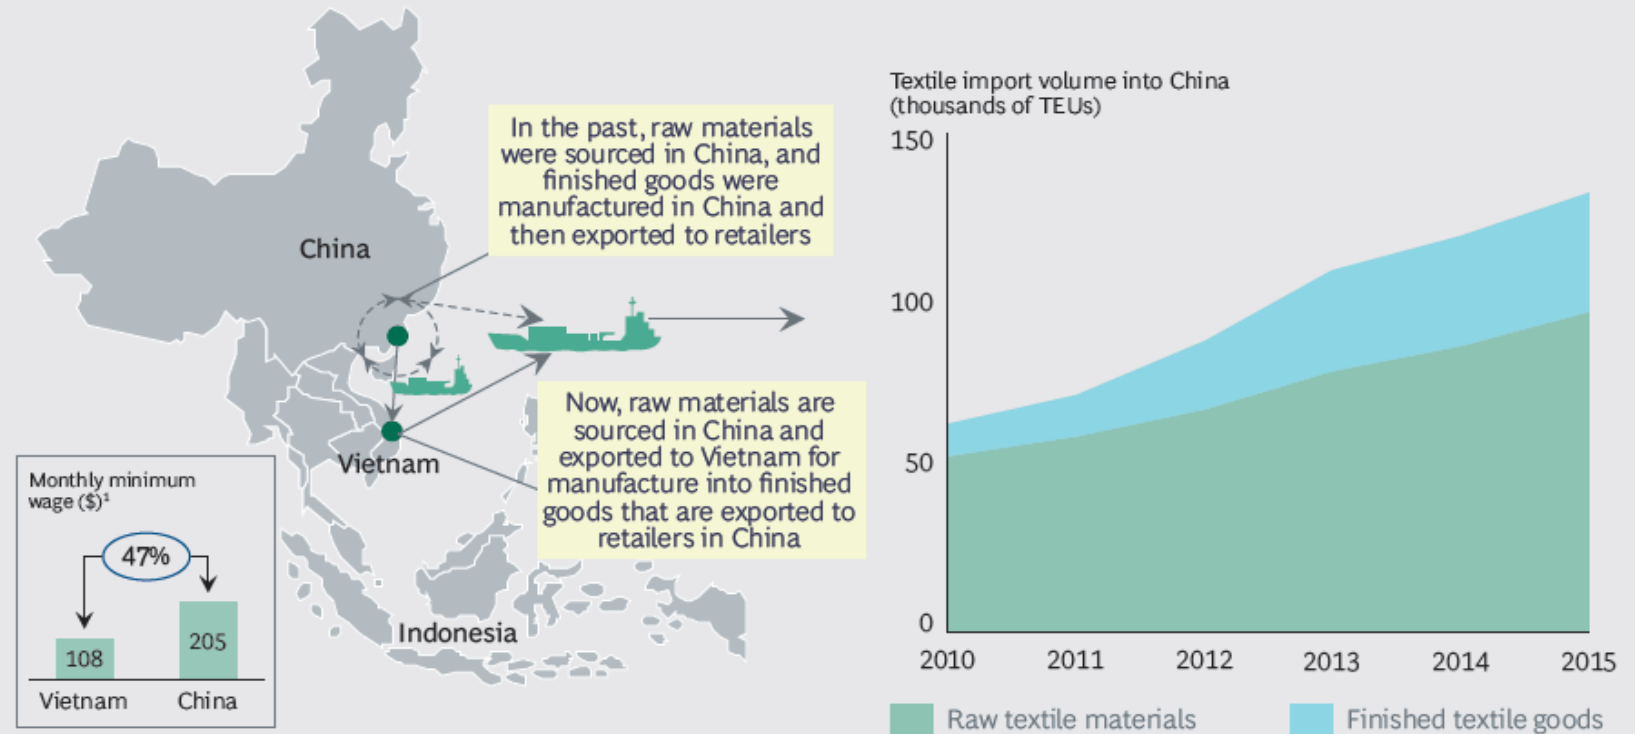 China
In the past, raw materials
were sourced in China, and
finished goods were
manufactured in China and
then exported to retailers
Now, raw materials are
sourced in China and
exported to Vietnam for
manufacture into finished
goods that are exported to
retailers in China
Vietnam
Indonesia
Monthly minimum
wage ($)¹
47%
108
205
Vietnam
China
Textile import volume into China
(thousands of TEUs)
150
100
50
0
2010
2011
2012
2013
2014
2015
Raw textile materials
Finished textile goods